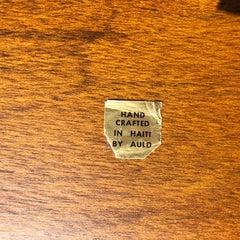 HAND
CRAFTED
IN HAITI
BY AULD